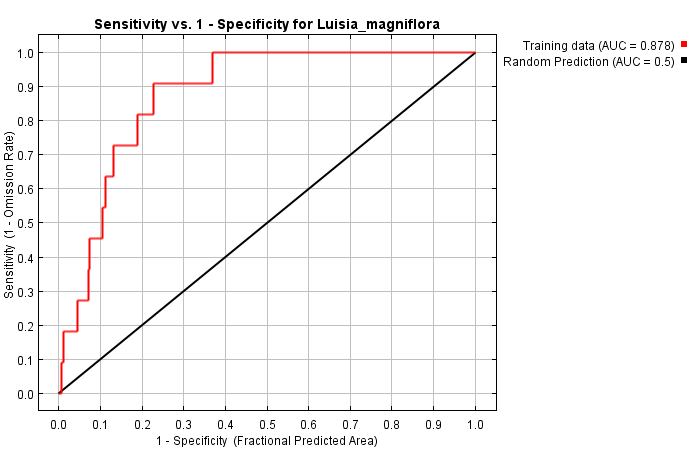 Sensitivity vs. 1 - Specificity for Luisia_magniflora
Training data (AUC = 0.878)
Random Prediction (AUC = 0.5)
Sensitivity (1 - Omission Rate)
1.0
0.9
0.8
0.7
0.6
0.5
0.4
0.3
0.2
0.1
0.0
0.0 0.1 0.2 0.3 0.4 0.5 0.6 0.7 0.8 0.9 1.0
1 - Specificity (Fractional Predicted Area)